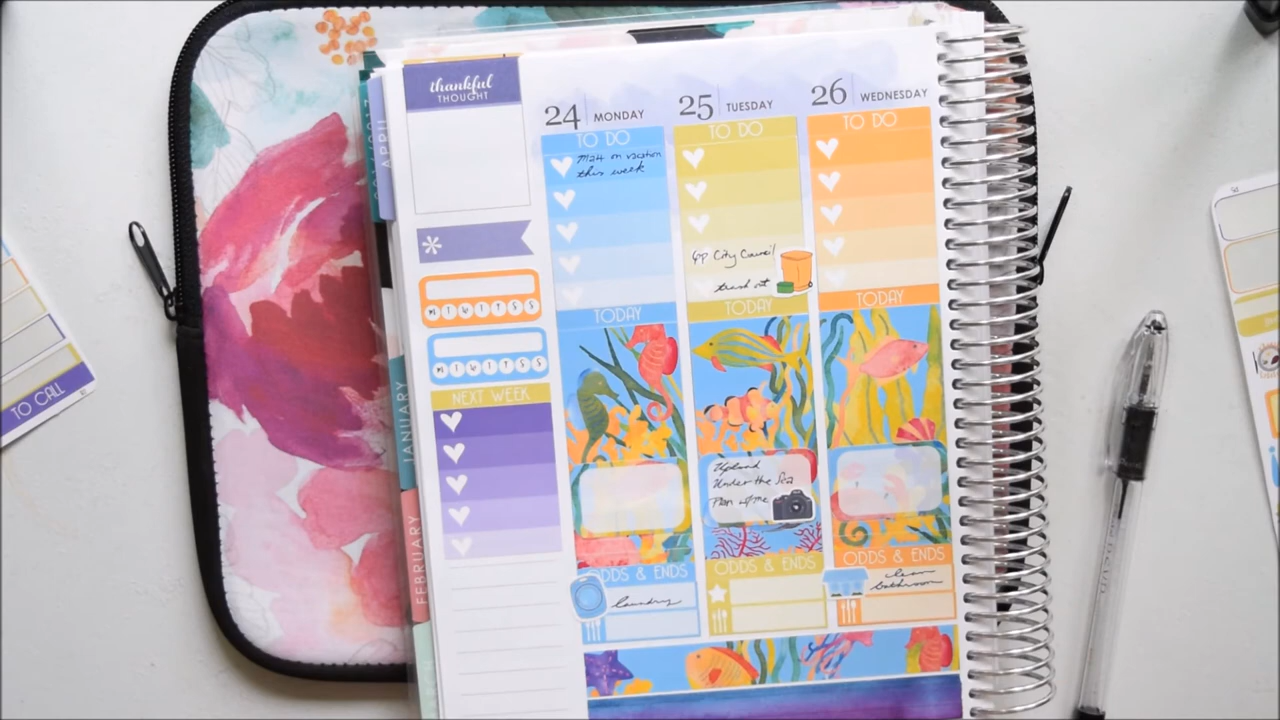 thankful
THOUGHT
24 MONDAY
25 TUESDAY
26 WEDNESDAY
TO DO
TO DO
TO DO
Matt on vacation
this week
6p City Council
trash out
TODAY
TODAY
TODAY
M T W T F S S
M T W T F S S
NEXT WEEK
Upload
Under the Sea
Plan w/me
ODDS & ENDS
ODDS & ENDS
ODDS & ENDS
laundry
clean
bathroom
APRIL
JANUARY
FEBRUARY
TO CALL